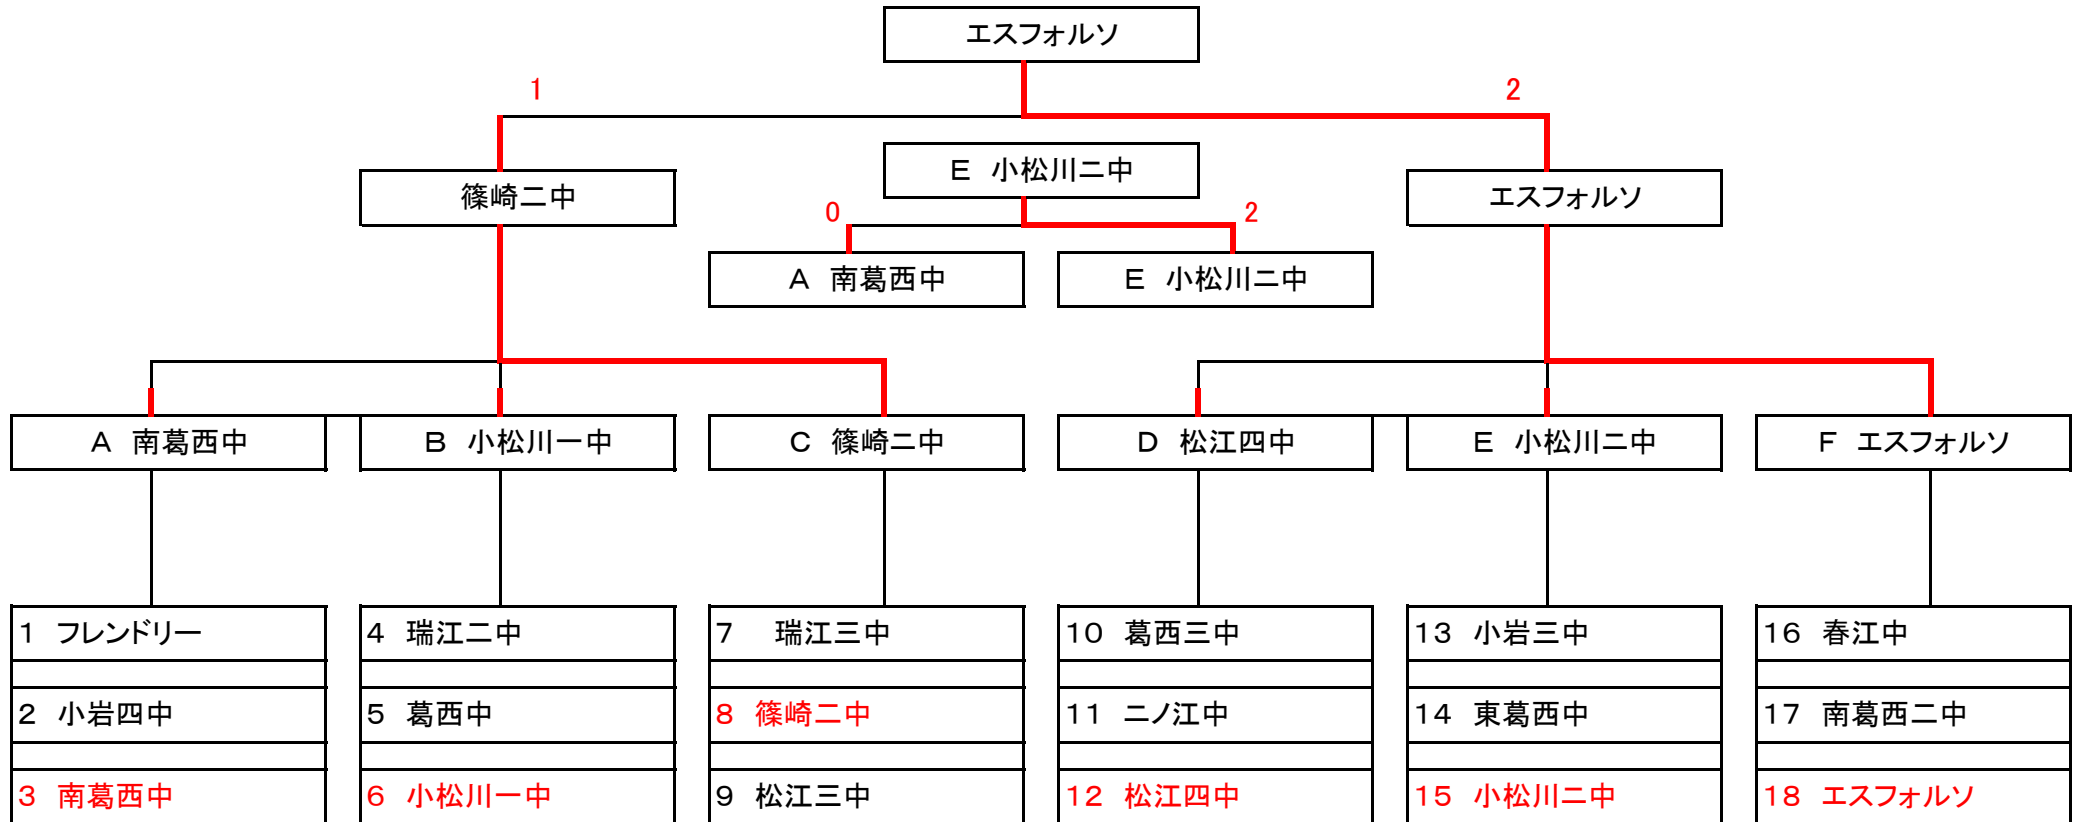 エスフォルソ
1
2
E 小松川二中
篠崎二中
エスフォルソ
0
2
A 南葛西中
E 小松川二中
A 南葛西中
B 小松川一中
C 篠崎二中
D 松江四中
E 小松川二中
F エスフォルソ
1 フレンドリー
4 瑞江二中
7 瑞江三中
10 葛西三中
13 小岩三中
16 春江中
2 小岩四中
5 葛西中
8 篠崎二中
11 二ノ江中
14 東葛西中
17 南葛西二中
3 南葛西中
6 小松川一中
9 松江三中
12 松江四中
15 小松川二中
18 エスフォルソ